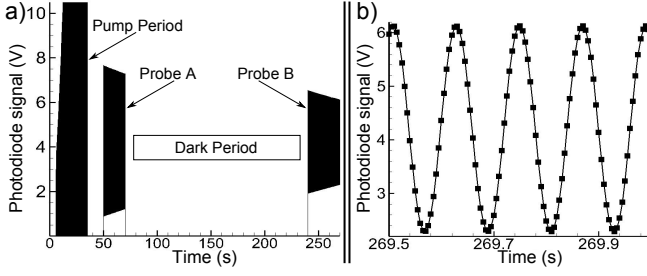 a)
Photodiode signal (V)
10
8
6
4
2
Pump Period
Probe A
Probe B
Dark Period
0 50 100 150 200 250
Time (s)
b)
Photodiode signal (V)
6
5
4
3
269.5 269.7 269.9
Time (s)